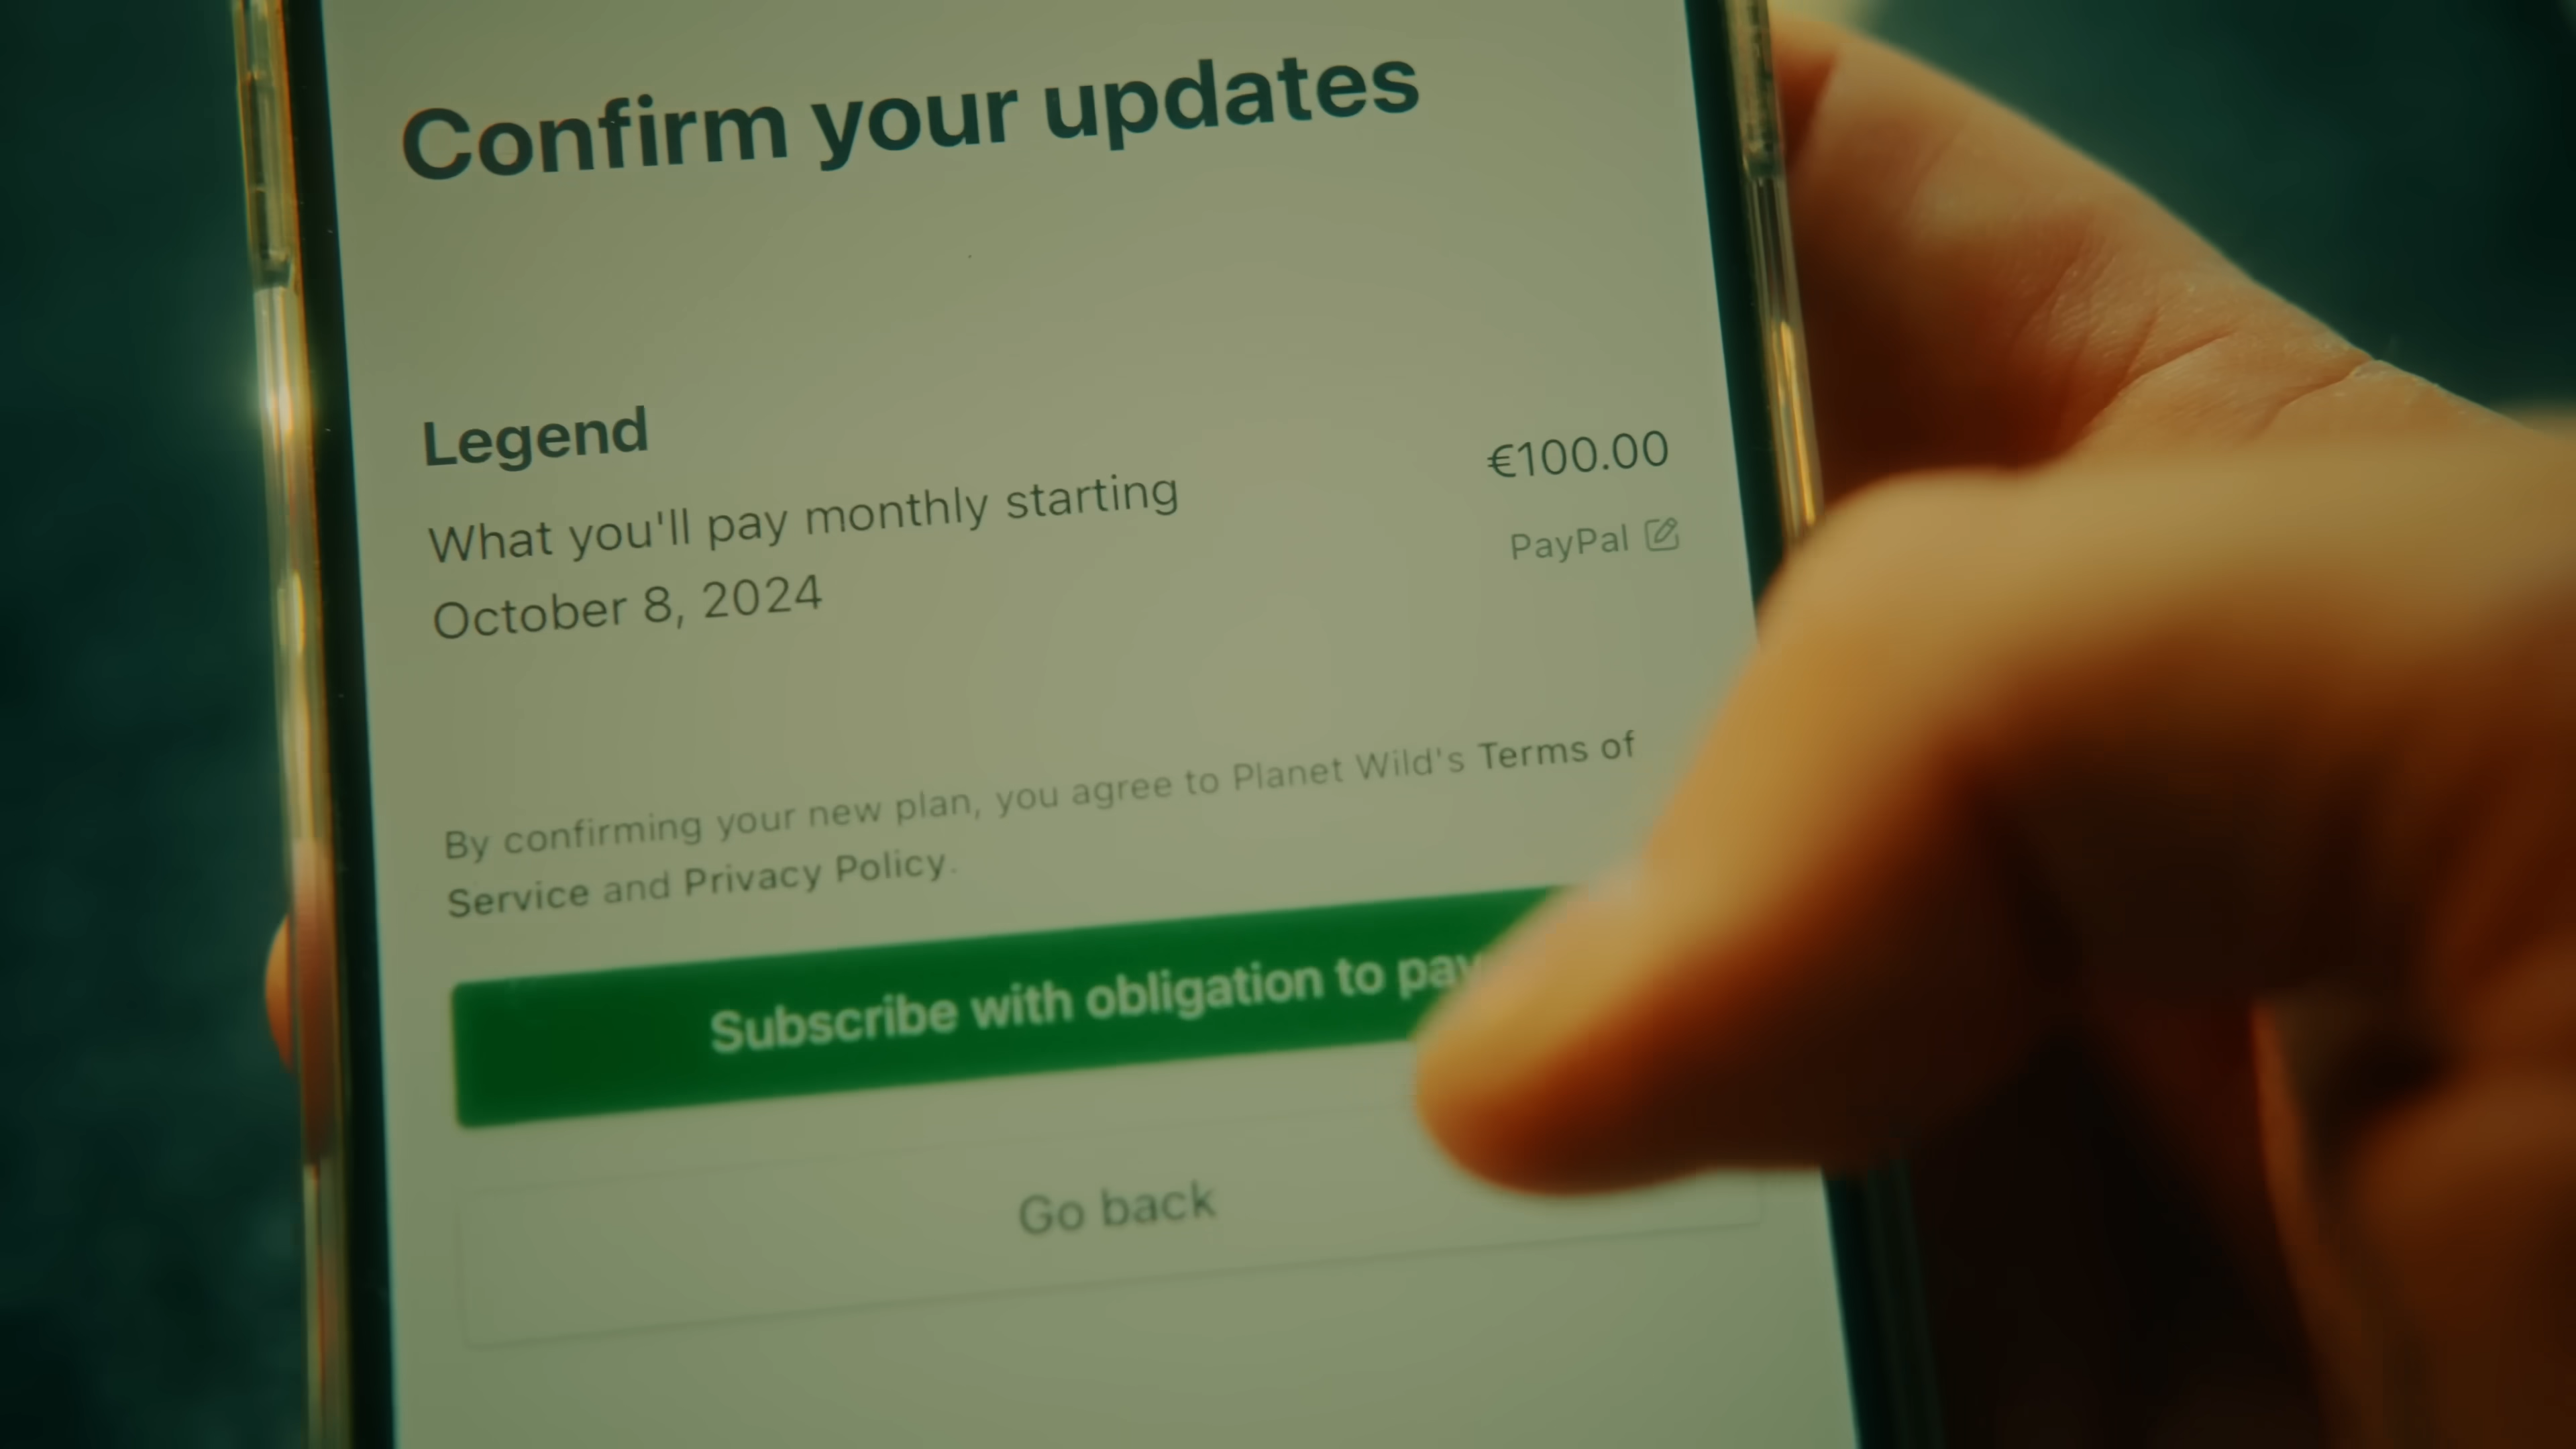 Confirm your updates
Legend
€100.00
What you'll pay monthly starting
October 8, 2024
PayPal
By confirming your new plan, you agree to Planet Wild's Terms of
Service and Privacy Policy.
Subscribe with obligation to pay
Go back